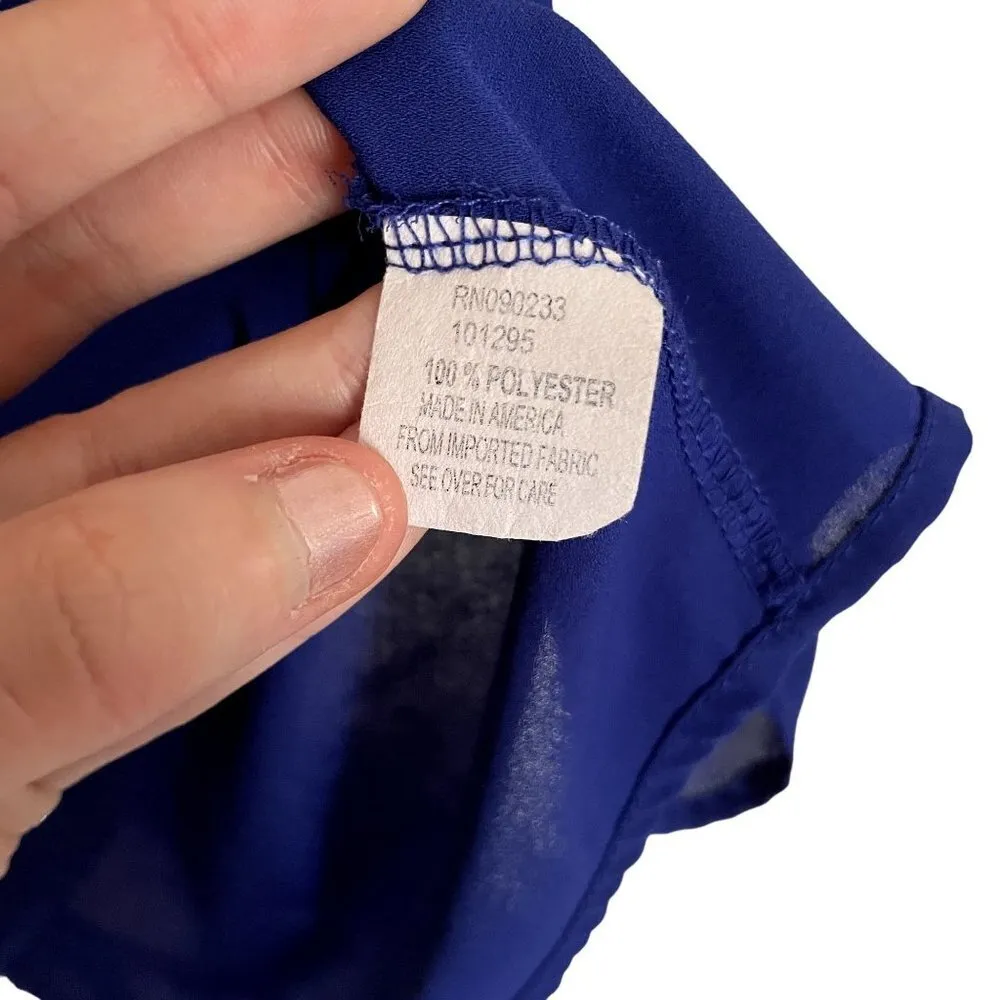 RN090233
101295
100 % POLYESTER
MADE IN AMERICA
FROM IMPORTED FABRIC
SEE OVER FOR CARE